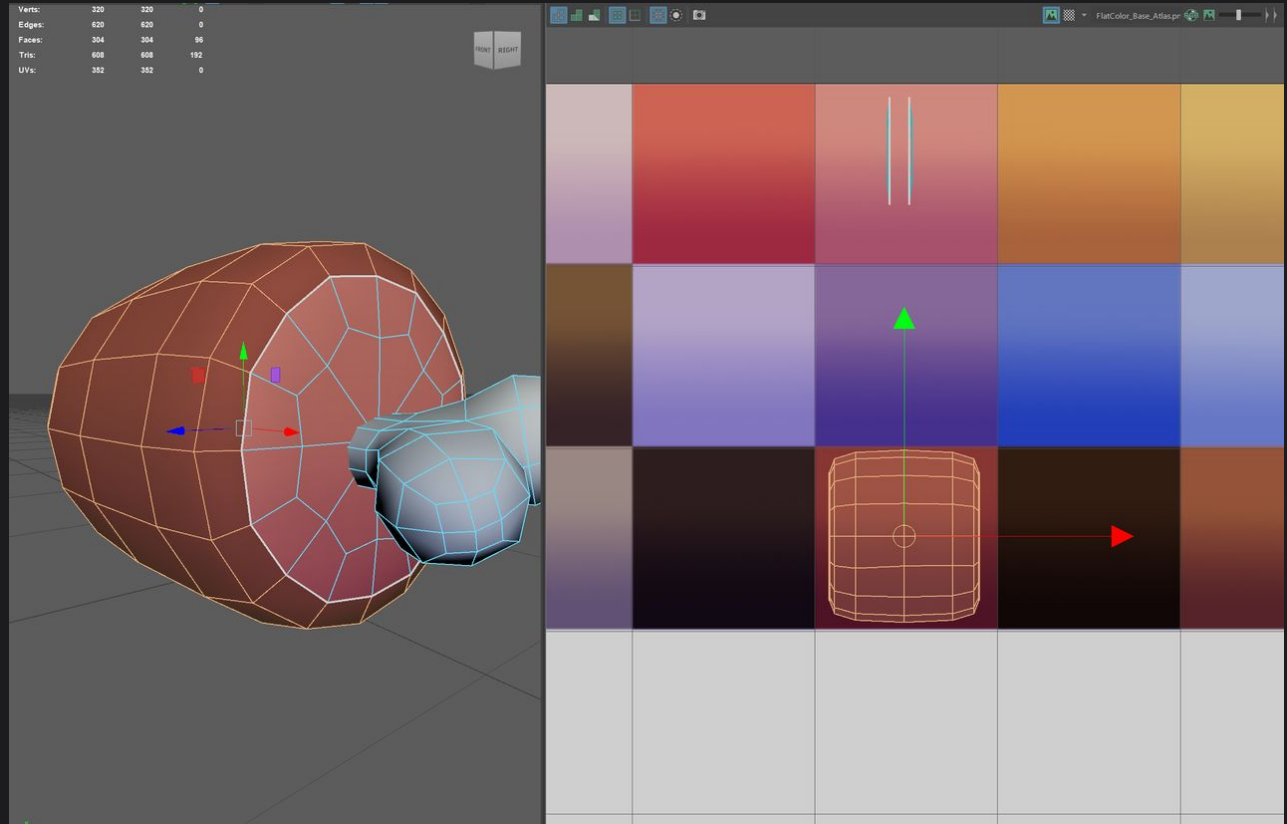 Verts: 320 320 0
Edges: 620 620 0
Faces: 304 304 96
Tris: 608 608 192
UVs: 352 352 0
FRONT RIGHT
FlatColor_Base_Atlas.pr